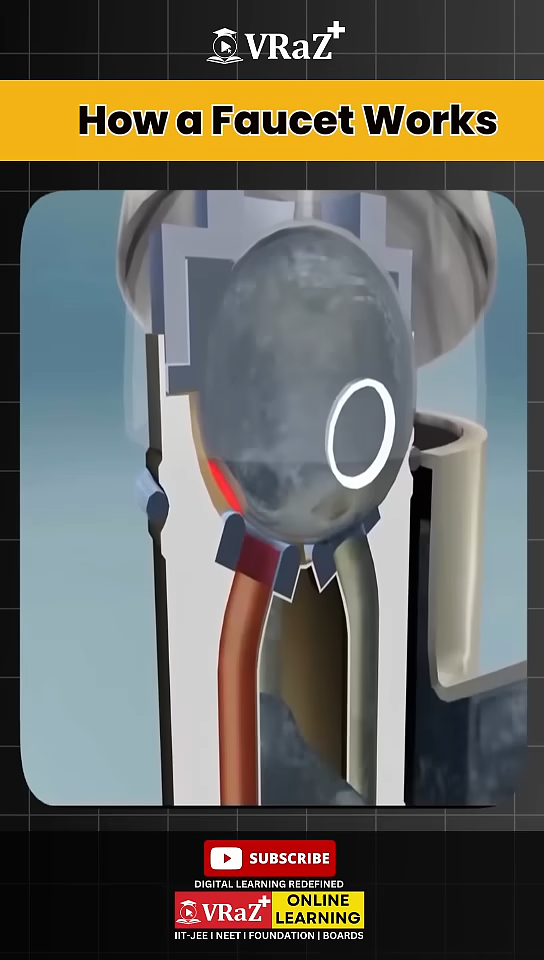 VRaZ+
How a Faucet Works
SUBSCRIBE
DIGITAL LEARNING REDEFINED
VRaZ+ ONLINE LEARNING
IIT-JEE I NEET I FOUNDATION | BOARDS